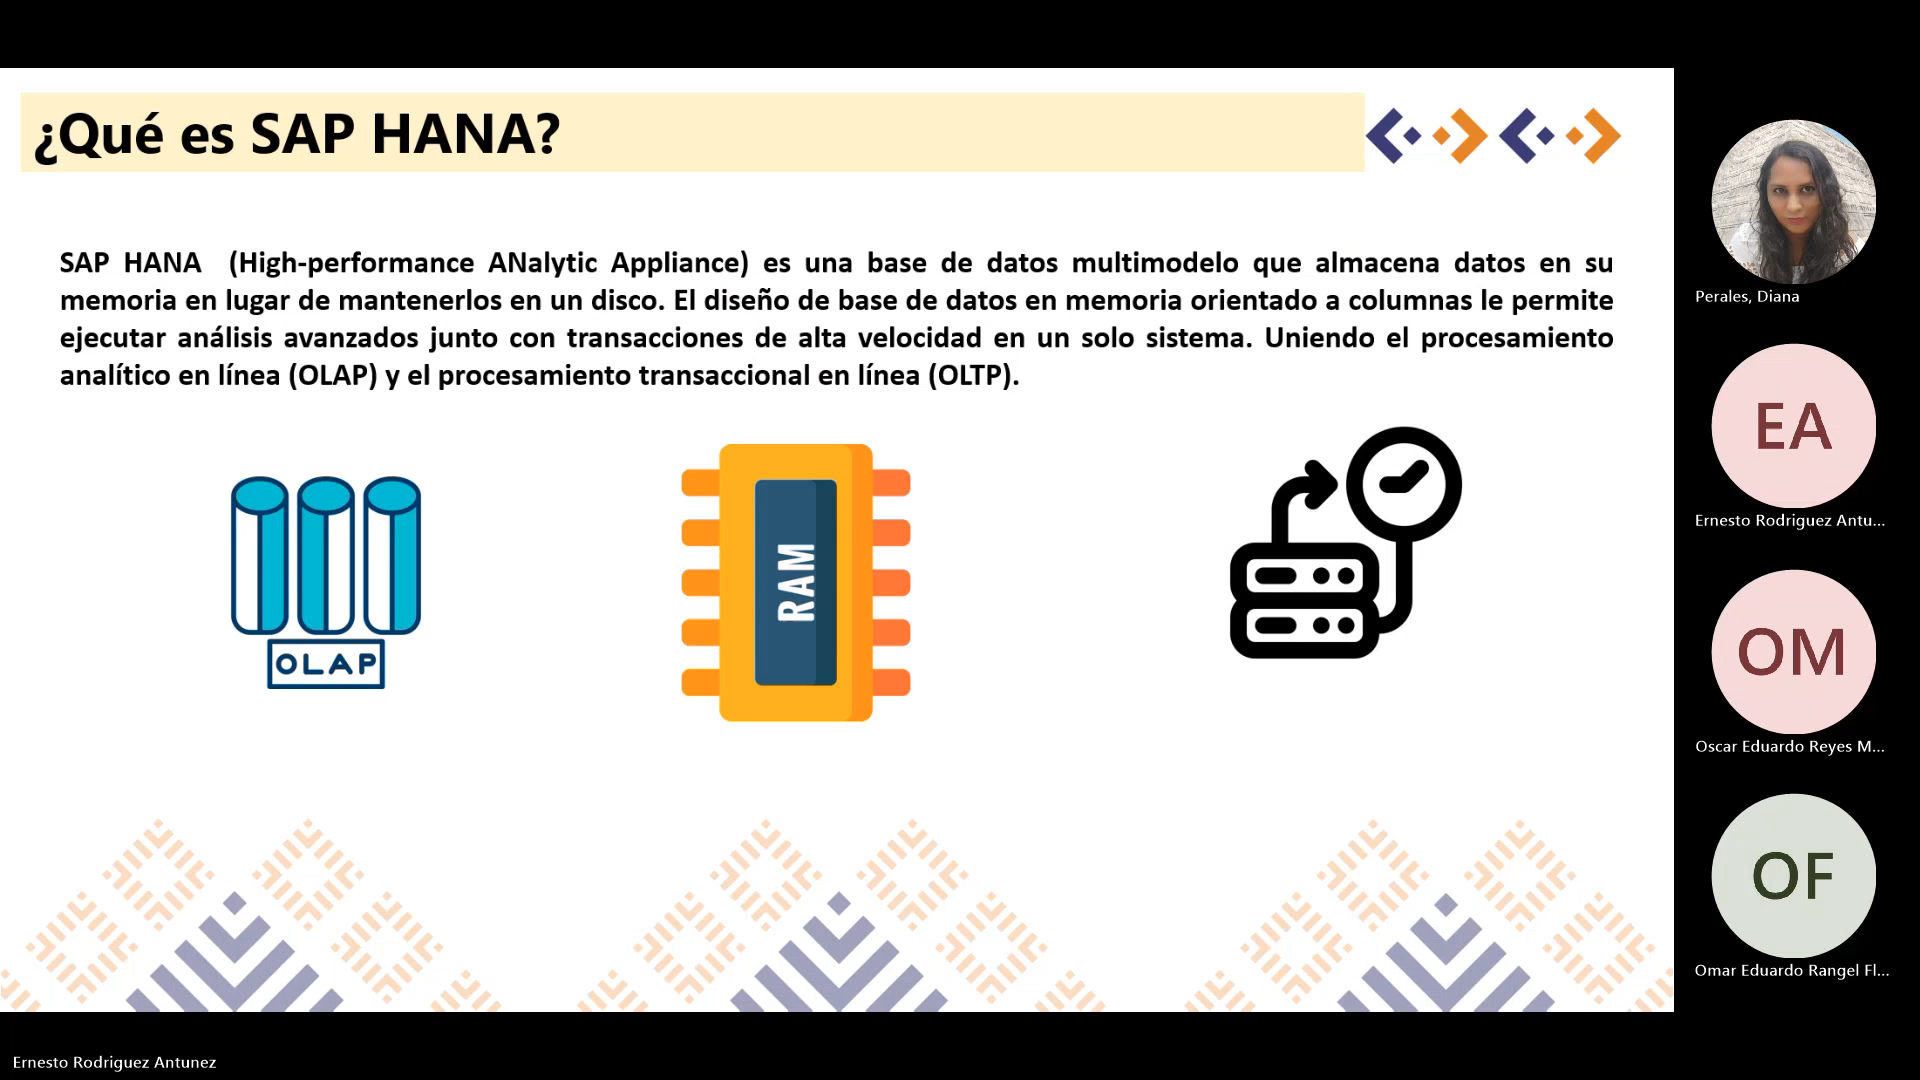 ¿Qué es SAP HANA?
SAP HANA (High-performance ANalytic Appliance) es una base de datos multimodelo que almacena datos en su
memoria en lugar de mantenerlos en un disco. El diseño de base de datos en memoria orientado a columnas le permite
ejecutar análisis avanzados junto con transacciones de alta velocidad en un solo sistema. Uniendo el procesamiento
analítico en línea (OLAP) y el procesamiento transaccional en línea (OLTP).
OLAP
RAM
Perales, Diana
EA
Ernesto Rodriguez Antu...
OM
Oscar Eduardo Reyes M...
OF
Omar Eduardo Rangel Fl...
Ernesto Rodriguez Antunez